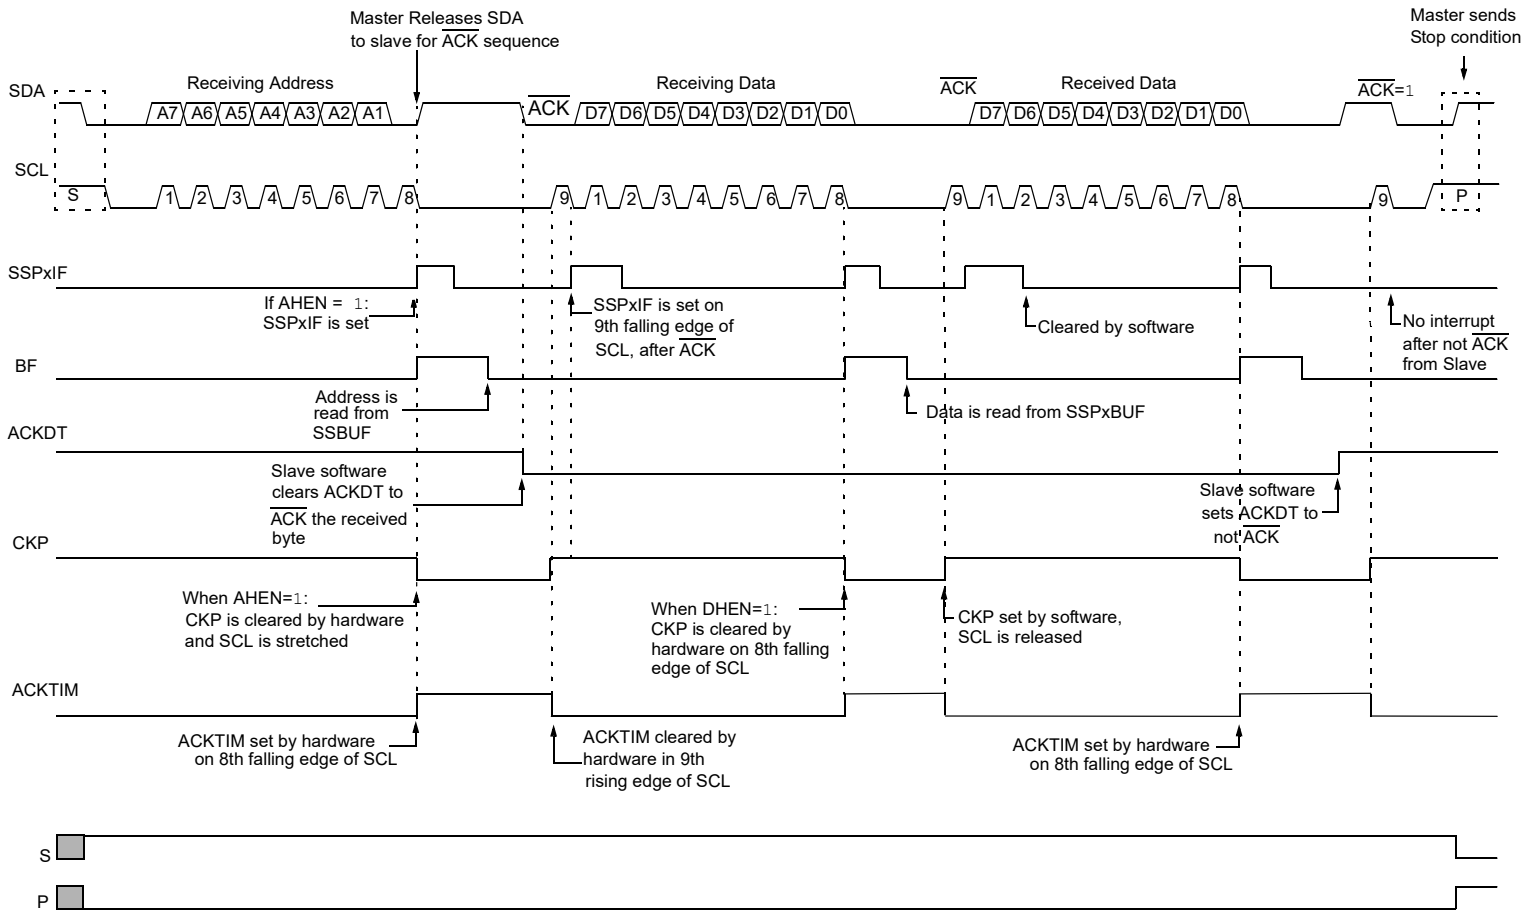 Master Releases SDA
to slave for ACK sequence
Master sends
Stop condition
SDA
Receiving Address
A7 A6 A5 A4 A3 A2 A1
ACK
Receiving Data
D7 D6 D5 D4 D3 D2 D1 D0
ACK
Received Data
D7 D6 D5 D4 D3 D2 D1 D0
ACK=1
SCL
S
1 2 3 4 5 6 7 8
9 1 2 3 4 5 6 7 8
9 1 2 3 4 5 6 7 8
9
P
SSPxIF
If AHEN = 1:
SSPxIF is set
SSPxIF is set on
9th falling edge of
SCL, after ACK
Cleared by software
No interrupt
after not ACK
from Slave
BF
Address is
read from
SSBUF
Data is read from SSPxBUF
ACKDT
Slave software
clears ACKDT to
ACK the received
byte
Slave software
sets ACKDT to
not ACK
CKP
When AHEN=1:
CKP is cleared by hardware
and SCL is stretched
When DHEN=1:
CKP is cleared by
hardware on 8th falling
edge of SCL
CKP set by software,
SCL is released
ACKTIM
ACKTIM set by hardware
on 8th falling edge of SCL
ACKTIM cleared by
hardware in 9th
rising edge of SCL
ACKTIM set by hardware
on 8th falling edge of SCL
S
P